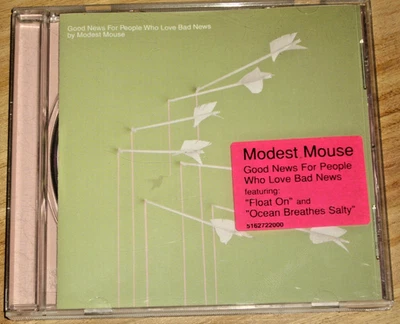 Good News For People Who Love Bad News
by Modest Mouse
Modest Mouse
Good News For People
Who Love Bad News
featuring:
"Float On" and
"Ocean Breathes Salty"
5162722000